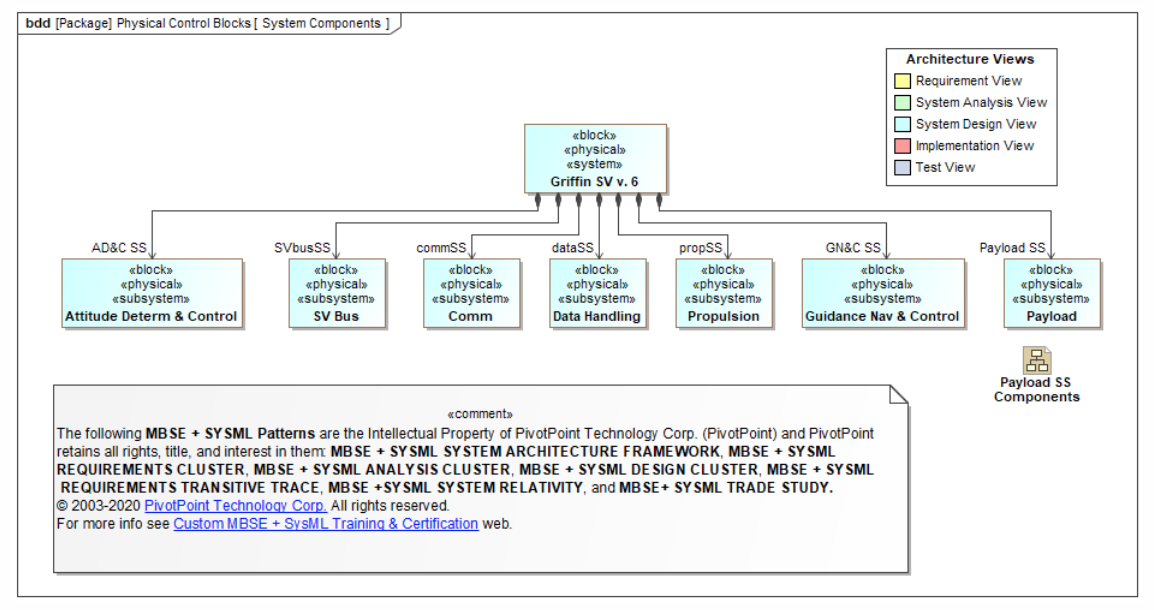 bdd [Package] Physical Control Blocks [ System Components ]
Architecture Views
Requirement View
System Analysis View
System Design View
Implementation View
Test View
«block»
«physical»
«system»
Griffin SV v. 6
AD&C SS
«block»
«physical»
«subsystem»
Attitude Determ & Control
SVbusSS
«block»
«physical»
«subsystem»
SV Bus
commSS
«block»
«physical»
«subsystem»
Comm
dataSS
«block»
«physical»
«subsystem»
Data Handling
propSS
«block»
«physical»
«subsystem»
Propulsion
GN&C SS
«block»
«physical»
«subsystem»
Guidance Nav & Control
Payload SS
«block»
«physical»
«subsystem»
Payload
Payload SS
Components
«comment»
The following MBSE + SYSML Patterns are the Intellectual Property of PivotPoint Technology Corp. (PivotPoint) and PivotPoint
retains all rights, title, and interest in them: MBSE + SYSML SYSTEM ARCHITECTURE FRAMEWORK, MBSE + SYSML
REQUIREMENTS CLUSTER, MBSE + SYSML ANALYSIS CLUSTER, MBSE + SYSML DESIGN CLUSTER, MBSE + SYSML
REQUIREMENTS TRANSITIVE TRACE, MBSE +SYSML SYSTEM RELATIVITY, and MBSE+ SYSML TRADE STUDY.
© 2003-2020 PivotPoint Technology Corp. All rights reserved.
For more info see Custom MBSE + SysML Training & Certification web.